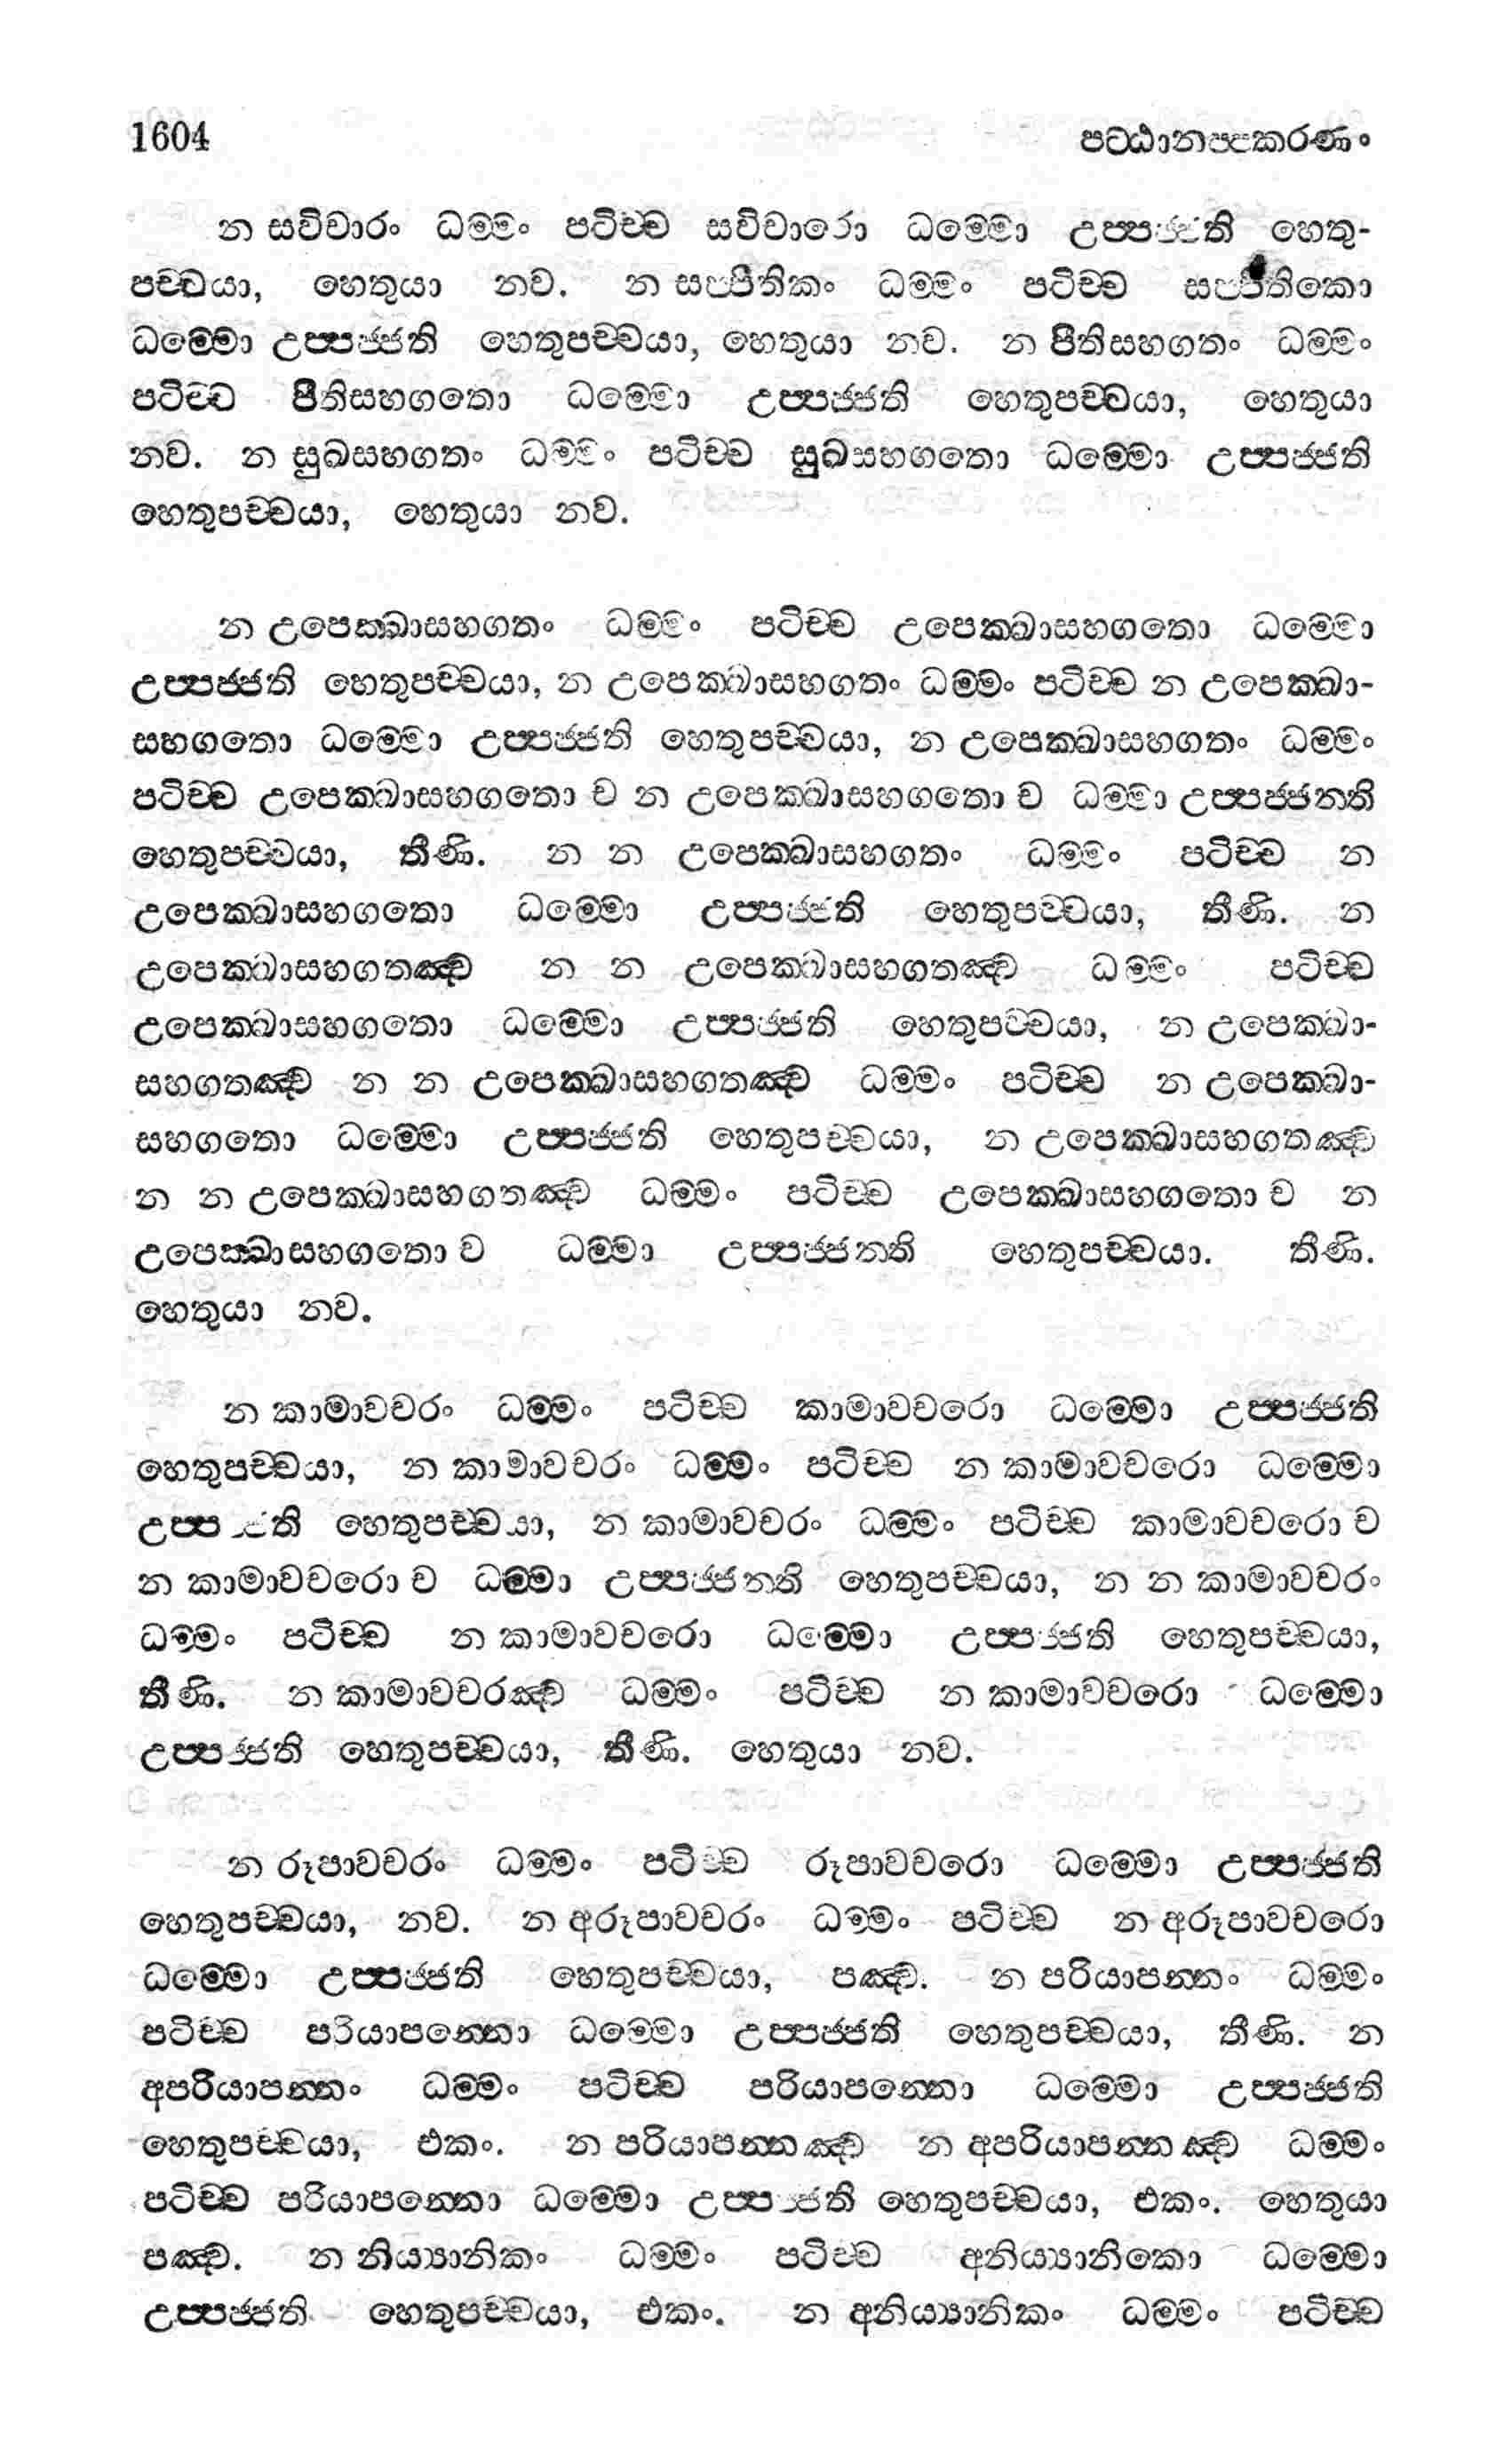 1604 පට්ඨානප්පකරණං
න සවිචාරං ධම්මං පටිච්ච සවිචාරො ධම්මො උප්පජ්ජති හෙතු-
පච්චයා, හෙතුයා නව. න සප්පීතිකං ධම්මං පටිච්ච සප්පීතිකො
ධම්මො උප්පජ්ජති හෙතුපච්චයා, හෙතුයා නව. න පීතිසහගතං ධම්මං
පටිච්ච පීතිසහගතො ධම්මො උප්පජ්ජති හෙතුපච්චයා, හෙතුයා
නව. න සුඛසහගතං ධම්මං පටිච්ච සුඛසහගතො ධම්මො උප්පජ්ජති
හෙතුපච්චයා, හෙතුයා නව.
න උපෙක්ඛාසහගතං ධම්මං පටිච්ච උපෙක්ඛාසහගතො ධම්මො
උප්පජ්ජති හෙතුපච්චයා, න උපෙක්ඛාසහගතං ධම්මං පටිච්ච න උපෙක්ඛා-
සහගතො ධම්මො උප්පජ්ජති හෙතුපච්චයා, න උපෙක්ඛාසහගතං ධම්මං
පටිච්ච උපෙක්ඛාසහගතො ච න උපෙක්ඛාසහගතො ච ධම්මා උප්පජ්ජන්ති
හෙතුපච්චයා, තීණි. න න උපෙක්ඛාසහගතං ධම්මං පටිච්ච න
උපෙක්ඛාසහගතො ධම්මො උප්පජ්ජති හෙතුපච්චයා, තීණි. න
උපෙක්ඛාසහගතඤ්ච න න උපෙක්ඛාසහගතඤ්ච ධම්මං පටිච්ච
උපෙක්ඛාසහගතො ධම්මො උප්පජ්ජති හෙතුපච්චයා, න උපෙක්ඛා-
සහගතඤ්ච න න උපෙක්ඛාසහගතඤ්ච ධම්මං පටිච්ච න උපෙක්ඛා-
සහගතො ධම්මො උප්පජ්ජති හෙතුපච්චයා, න උපෙක්ඛාසහගතඤ්ච
න න උපෙක්ඛාසහගතඤ්ච ධම්මං පටිච්ච උපෙක්ඛාසහගතො ච න
උපෙක්ඛාසහගතො ච ධම්මා උප්පජ්ජන්ති හෙතුපච්චයා. තීණි.
හෙතුයා නව.
න කාමාවචරං ධම්මං පටිච්ච කාමාවචරො ධම්මො උප්පජ්ජති
හෙතුපච්චයා, න කාමාවචරං ධම්මං පටිච්ච න කාමාවචරො ධම්මො
උප්පජ්ජති හෙතුපච්චයා, න කාමාවචරං ධම්මං පටිච්ච කාමාවචරො ච
න කාමාවචරො ච ධම්මා උප්පජ්ජන්ති හෙතුපච්චයා, න න කාමාවචරං
ධම්මං පටිච්ච න කාමාවචරො ධම්මො උප්පජ්ජති හෙතුපච්චයා,
තීණි. න කාමාවචරඤ්ච ධම්මං පටිච්ච න කාමාවචරො ධම්මො
උප්පජ්ජති හෙතුපච්චයා, තීණි. හෙතුයා නව.
න රූපාවචරං ධම්මං පටිච්ච රූපාවචරො ධම්මො උප්පජ්ජති
හෙතුපච්චයා, නව. න අරූපාවචරං ධම්මං පටිච්ච න අරූපාවචරො
ධම්මො උප්පජ්ජති හෙතුපච්චයා, පඤ්ච. න පරියාපන්නං ධම්මං
පටිච්ච පරියාපන්නො ධම්මො උප්පජ්ජති හෙතුපච්චයා, තීණි. න
අපරියාපන්නං ධම්මං පටිච්ච පරියාපන්නො ධම්මො උප්පජ්ජති
හෙතුපච්චයා, එකං. න පරියාපන්නඤ්ච න අපරියාපන්නඤ්ච ධම්මං
පටිච්ච පරියාපන්නො ධම්මො උප්පජ්ජති හෙතුපච්චයා, එකං. හෙතුයා
පඤ්ච. න නිය්‍යානිකං ධම්මං පටිච්ච අනිය්‍යානිකො ධම්මො
උප්පජ්ජති හෙතුපච්චයා, එකං. න අනිය්‍යානිකං ධම්මං පටිච්ච